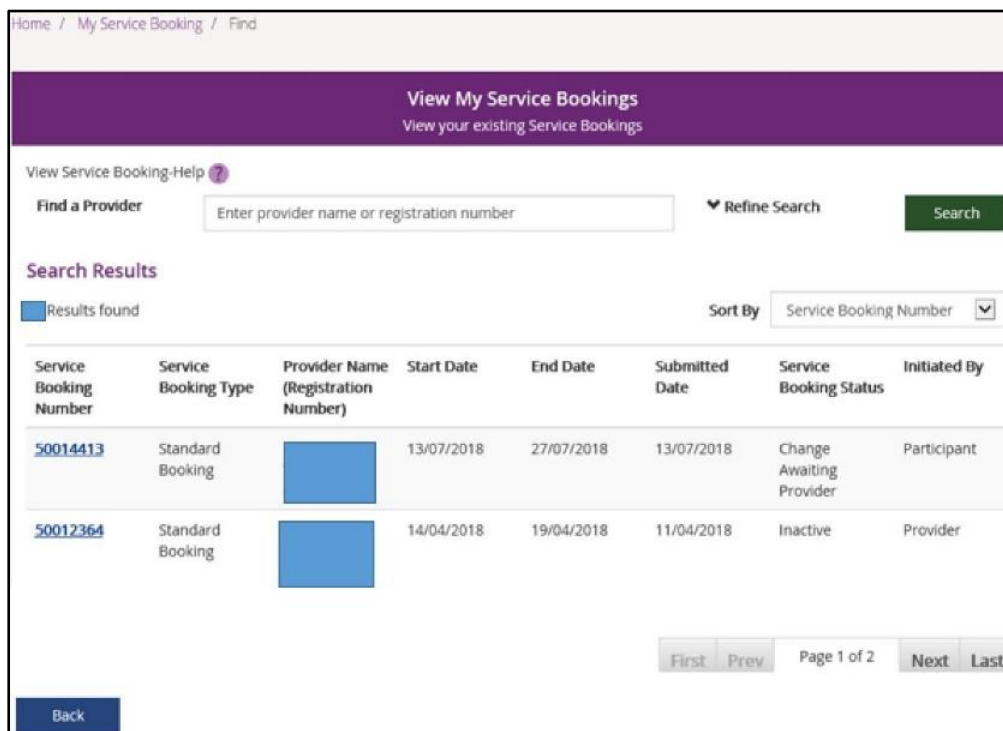 Home / My Service Booking / Find
View My Service Bookings
View your existing Service Bookings
View Service Booking-Help ?
Find a Provider
Enter provider name or registration number
Refine Search
Search
Search Results
Results found
Sort By
Service Booking Number
Service Booking Number
Service Booking Type
Provider Name (Registration Number)
Start Date
End Date
Submitted Date
Service Booking Status
Initiated By
50014413
Standard Booking
13/07/2018
27/07/2018
13/07/2018
Change Awaiting Provider
Participant
50012364
Standard Booking
14/04/2018
19/04/2018
11/04/2018
Inactive
Provider
First Prev Page 1 of 2 Next Last
Back